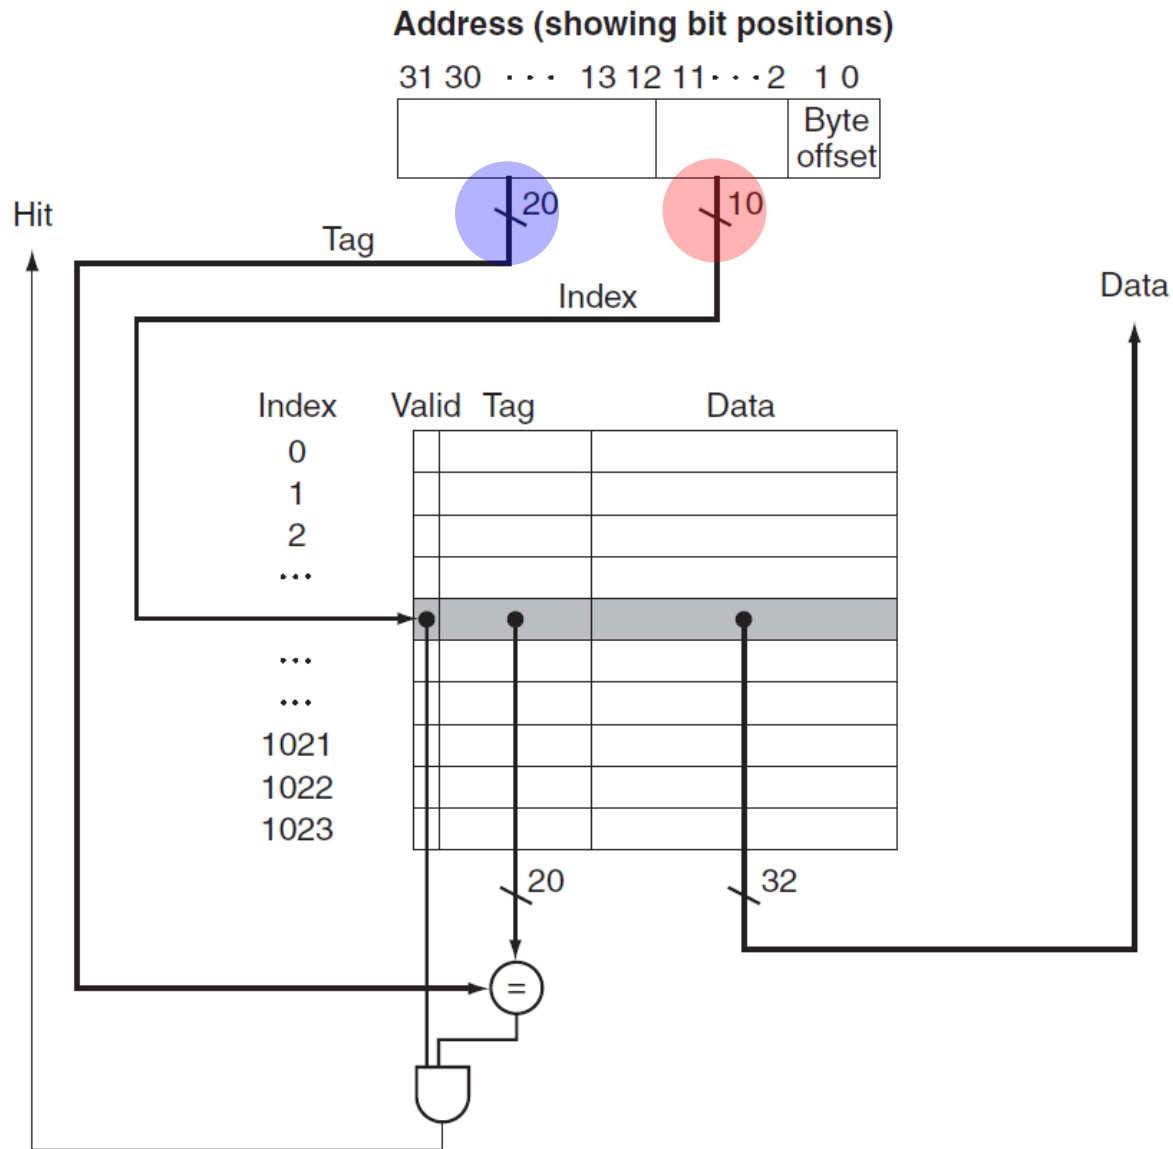 Address (showing bit positions)
31 30 ··· 13 12 11 ··· 2 1 0
Byte
offset
20
10
Hit
Tag
Index
Data
Index Valid Tag Data
0
1
2
···
···
···
1021
1022
1023
20
32
=